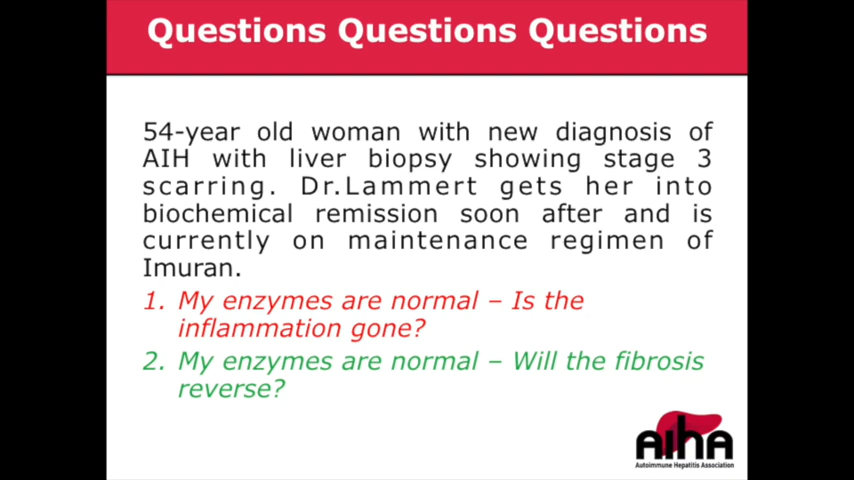 Questions Questions Questions
54-year old woman with new diagnosis of
AIH with liver biopsy showing stage 3
scarring. Dr.Lammert gets her into
biochemical remission soon after and is
currently on maintenance regimen of
Imuran.
1. My enzymes are normal – Is the
inflammation gone?
2. My enzymes are normal – Will the fibrosis
reverse?
AIHA
Autoimmune Hepatitis Association